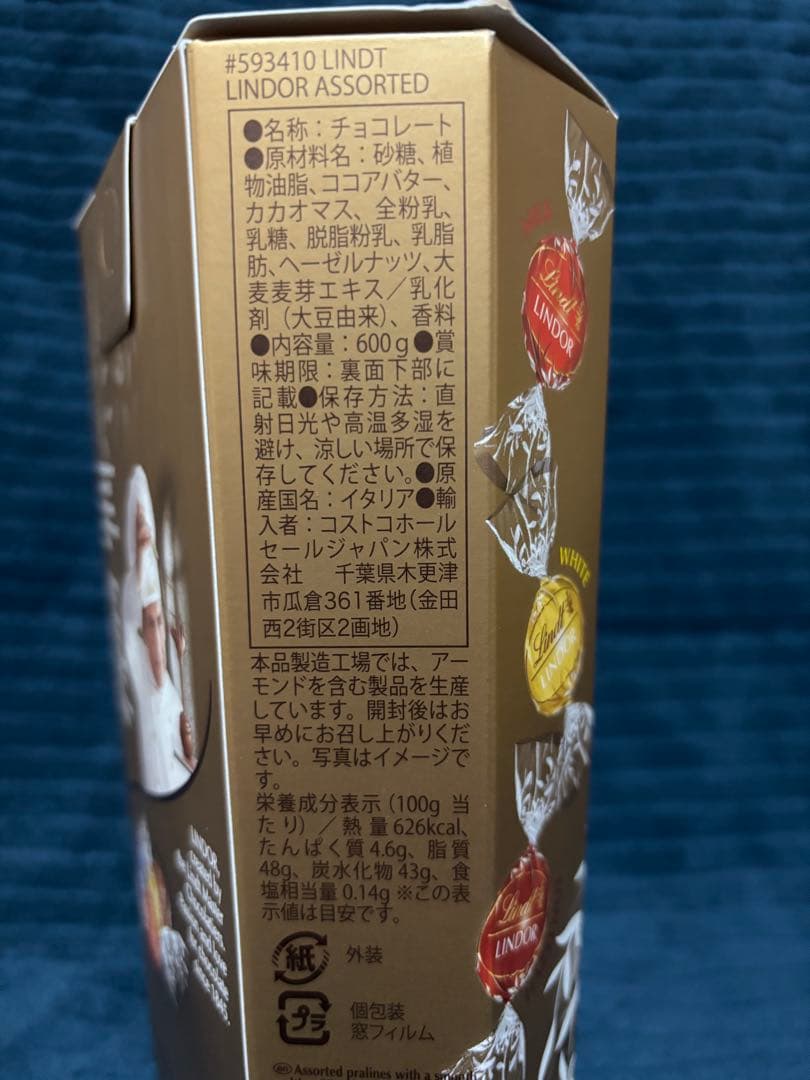 #593410 LINDT
LINDOR ASSORTED
●名称：チョコレート
●原材料名：砂糖、植
物油脂、ココアバター、
カカオマス、全粉乳、
乳糖、脱脂粉乳、乳脂
肪、ヘーゼルナッツ、大
麦麦芽エキス／乳化
剤（大豆由来）、香料
●内容量：600g●賞
味期限：裏面下部に
記載●保存方法：直
射日光や高温多湿を
避け、涼しい場所で保
存してください。●原
産国名：イタリア●輸
入者：コストコホール
セールジャパン株式
会社 千葉県木更津
市瓜倉361番地（金田
西2街区2画地）
本品製造工場では、アー
モンドを含む製品を生産
しています。開封後はお
早めにお召し上がりくだ
さい。写真はイメージで
す。
栄養成分表示（100g 当
たり）／熱量626kcal、
たんぱく質4.6g、脂質
48g、炭水化物43g、食
塩相当量0.14g ※この表
示値は目安です。
紙 外装
プラ 個包装
窓フィルム
en Assorted pralines with a smooth
Lindt
LINDOR
WHITE
Lindt
LINDOR
Lindt
LINDOR
LINDOR